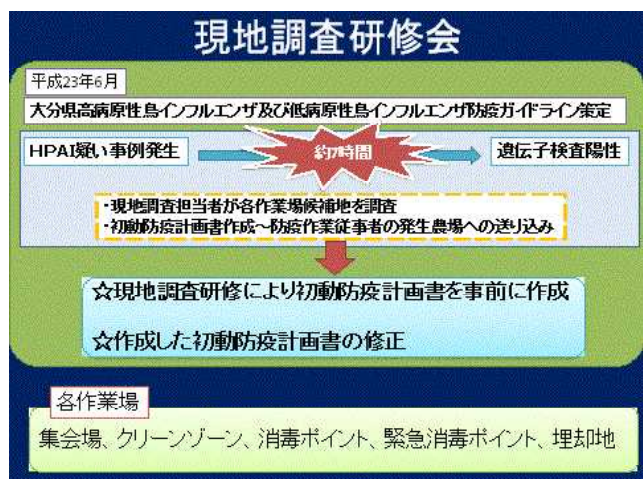 現地調査研修会
平成23年6月
大分県高病原性鳥インフルエンザ及び低病原性鳥インフルエンザ防疫ガイドライン策定
HPAI疑い事例発生
約7時間
遺伝子検査陽性
・現地調査担当者が各作業場候補地を調査
・初動防疫計画書作成～防疫作業従事者の発生農場への送り込み
☆現地調査研修により初動防疫計画書を事前に作成
☆作成した初動防疫計画書の修正
各作業場
集会場、クリーンゾーン、消毒ポイント、緊急消毒ポイント、埋却地